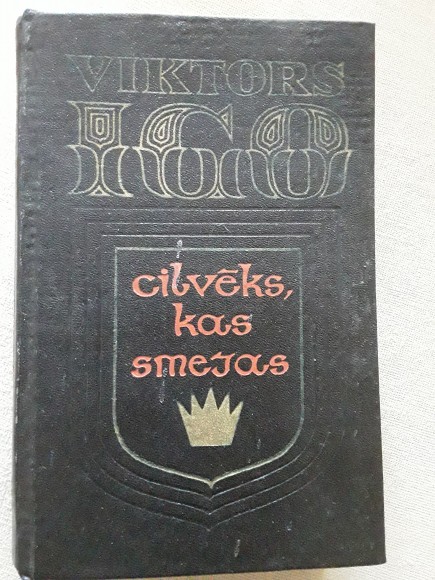 VIKTORS
IGO
cilvēks,
kas
smejas